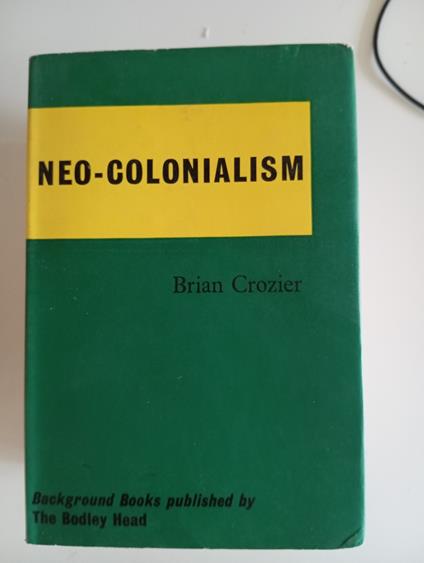 NEO-COLONIALISM
Brian Crozier
Background Books published by
The Bodley Head